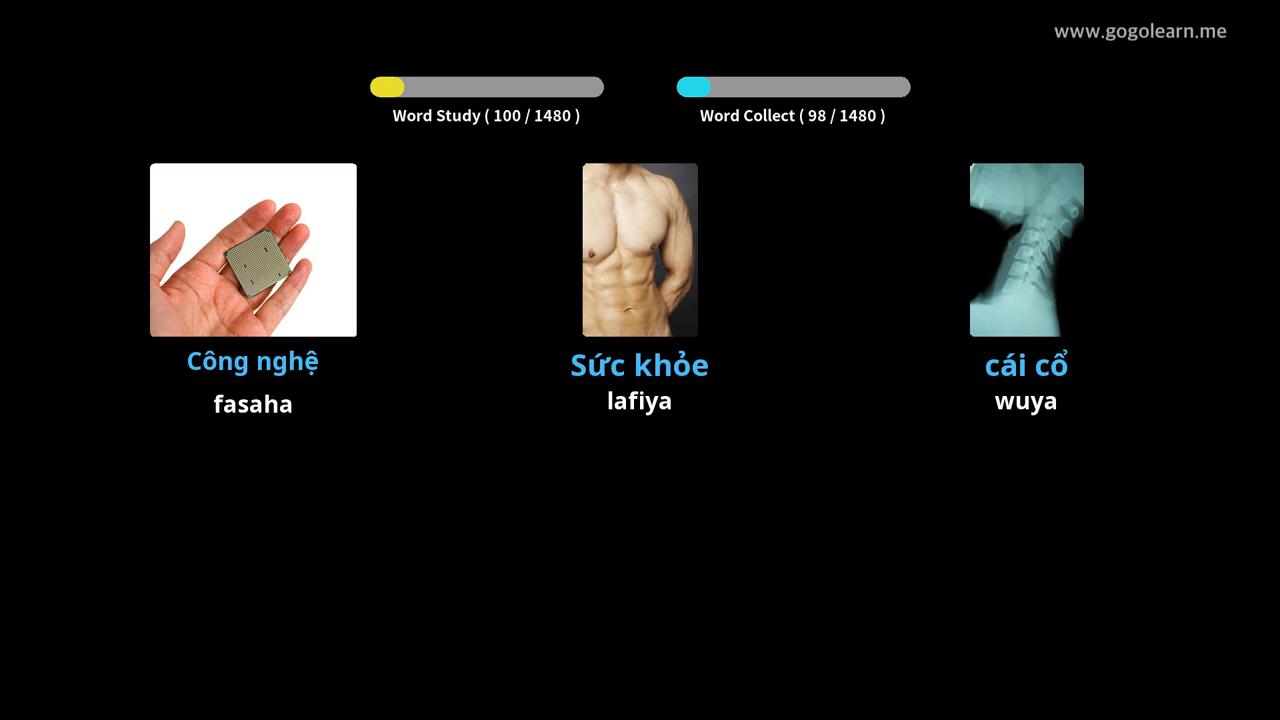 www.gogolearn.me
Word Study ( 100 / 1480 )
Word Collect ( 98 / 1480 )
Công nghệ
fasaha
Sức khỏe
lafiya
cái cổ
wuya